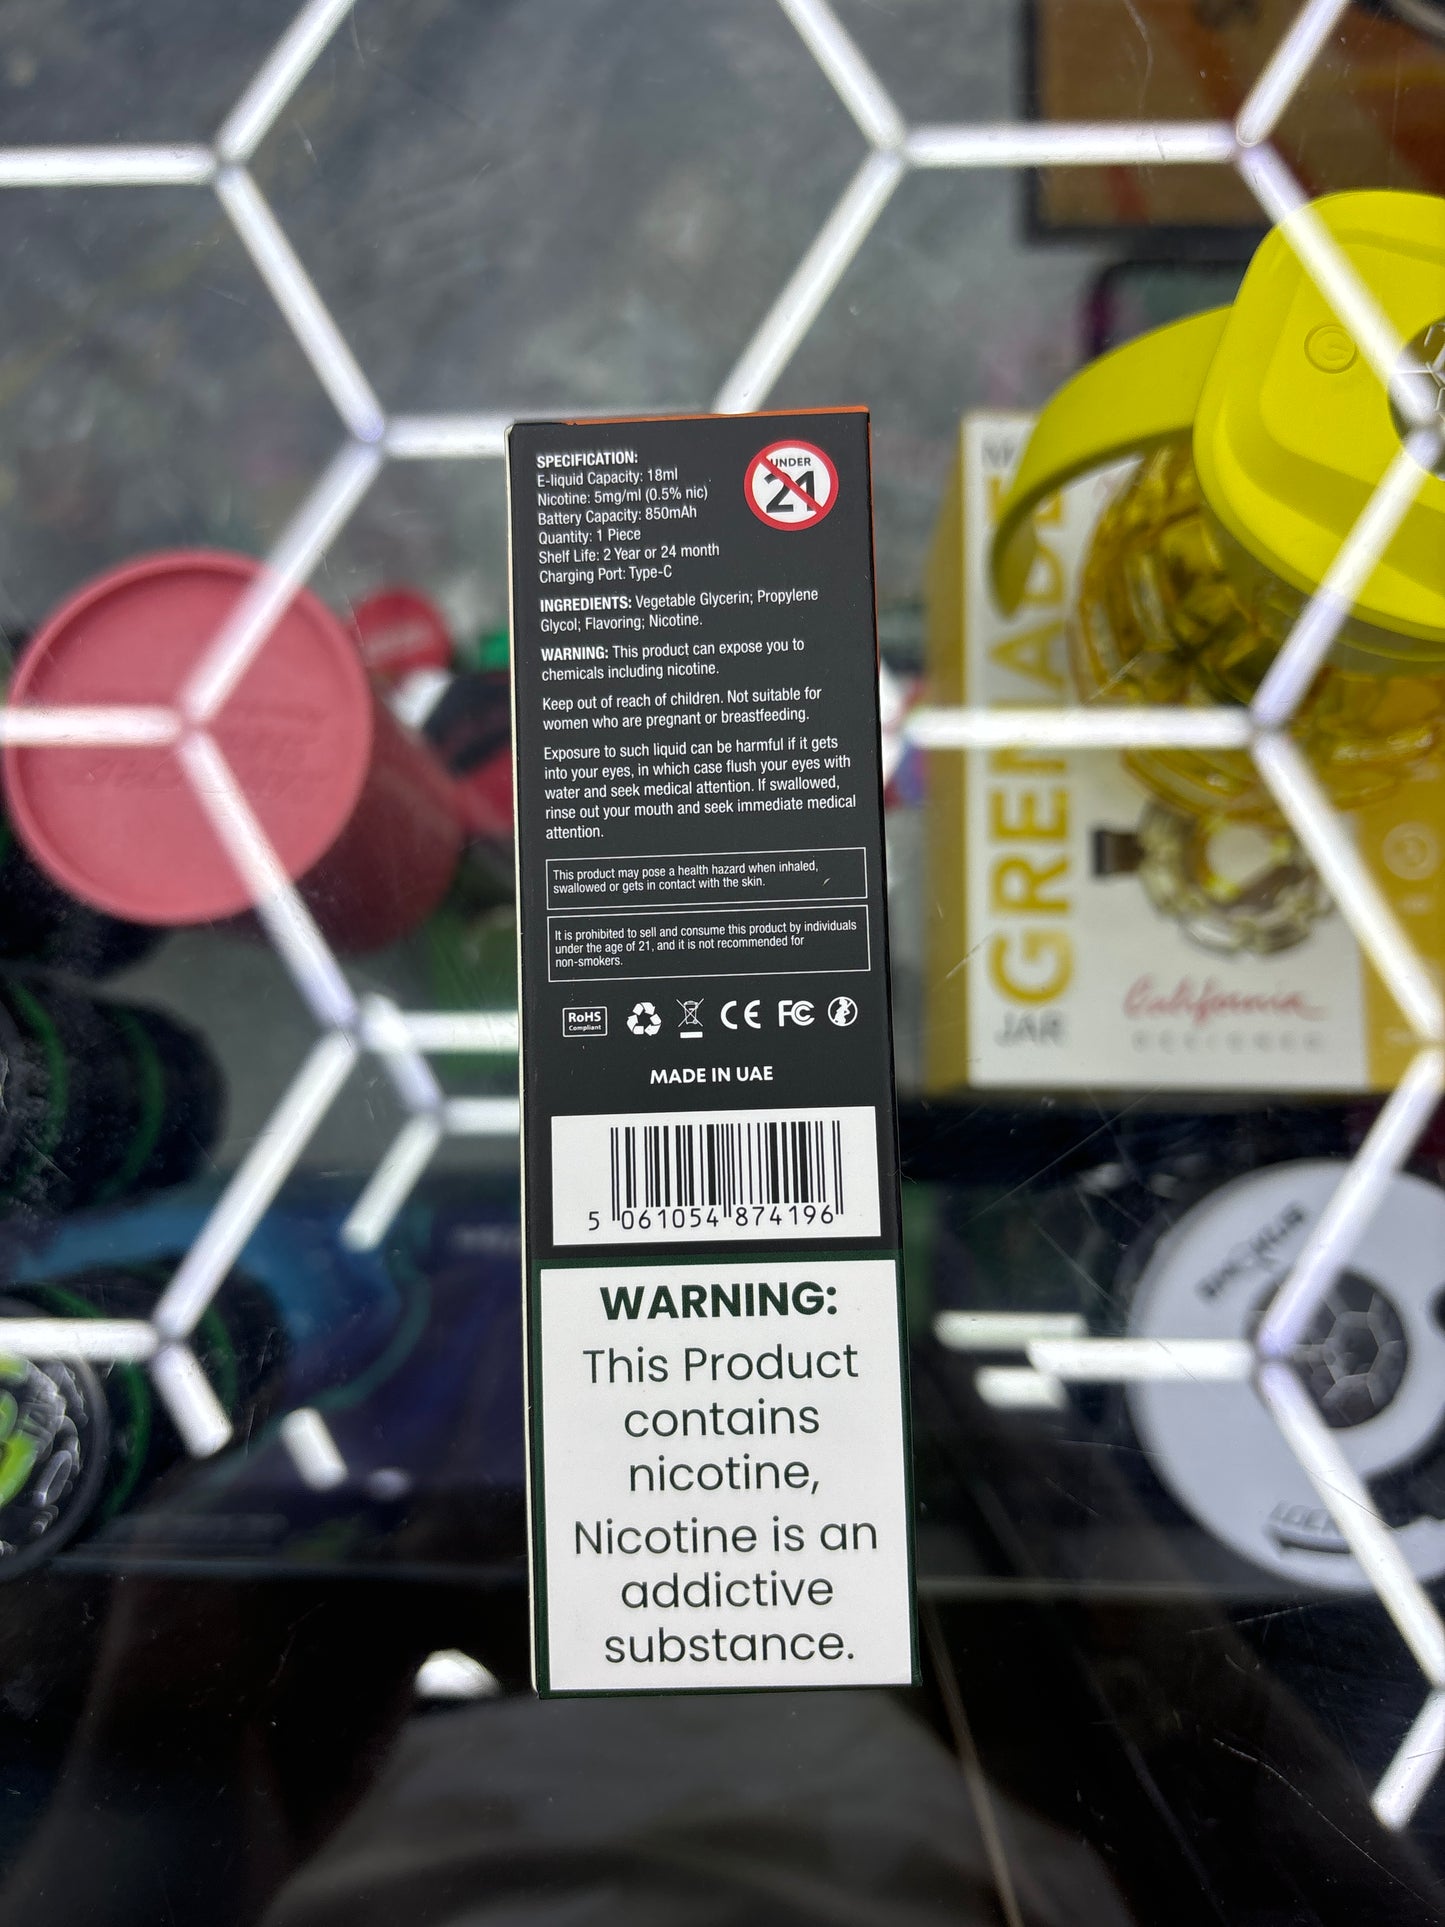 SPECIFICATION:
E-liquid Capacity: 18ml
Nicotine: 5mg/ml (0.5% nic)
Battery Capacity: 850mAh
Quantity: 1 Piece
Shelf Life: 2 Year or 24 month
Charging Port: Type-C
UNDER
21
INGREDIENTS: Vegetable Glycerin; Propylene
Glycol; Flavoring; Nicotine.
WARNING: This product can expose you to
chemicals including nicotine.
Keep out of reach of children. Not suitable for
women who are pregnant or breastfeeding.
Exposure to such liquid can be harmful if it gets
into your eyes, in which case flush your eyes with
water and seek medical attention. If swallowed,
rinse out your mouth and seek immediate medical
attention.
This product may pose a health hazard when inhaled,
swallowed or gets in contact with the skin.
It is prohibited to sell and consume this product by individuals
under the age of 21, and it is not recommended for
non-smokers.
RoHS
Compliant
CE FC
MADE IN UAE
5 061054 874196
WARNING:
This Product
contains
nicotine,
Nicotine is an
addictive
substance.
GRENADE
JAR
California
DESIGNED